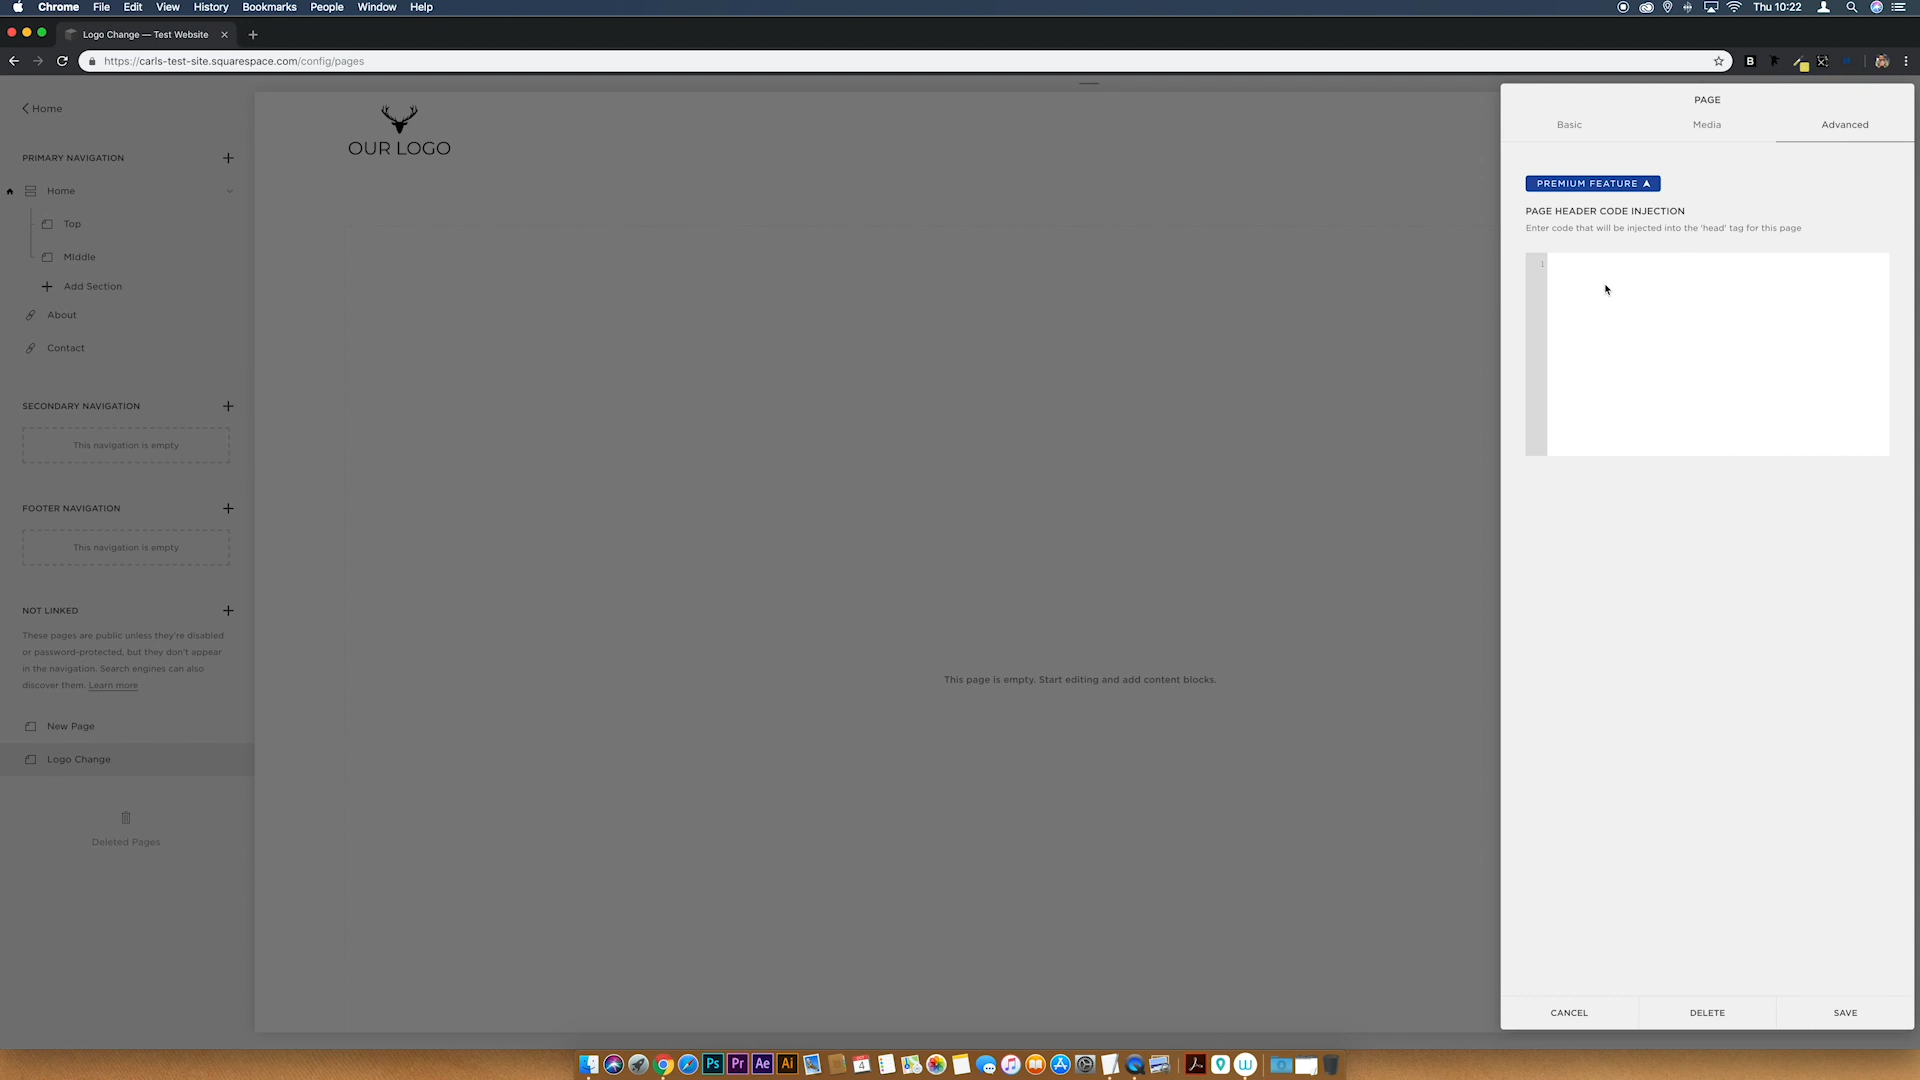 Chrome File Edit View History Bookmarks People Window Help
Thu 10:22
Logo Change — Test Website
https://carls-test-site.squarespace.com/config/pages
Home
PRIMARY NAVIGATION
Home
Top
MIddle
Add Section
About
Contact
SECONDARY NAVIGATION
This navigation is empty
FOOTER NAVIGATION
This navigation is empty
NOT LINKED
These pages are public unless they're disabled
or password-protected, but they don't appear
in the navigation. Search engines can also
discover them. Learn more
New Page
Logo Change
Deleted Pages
OUR LOGO
This page is empty. Start editing and add content blocks.
PAGE
Basic Media Advanced
PREMIUM FEATURE
PAGE HEADER CODE INJECTION
Enter code that will be injected into the 'head' tag for this page
1
CANCEL DELETE SAVE
Ps Pr Ae Ai
4